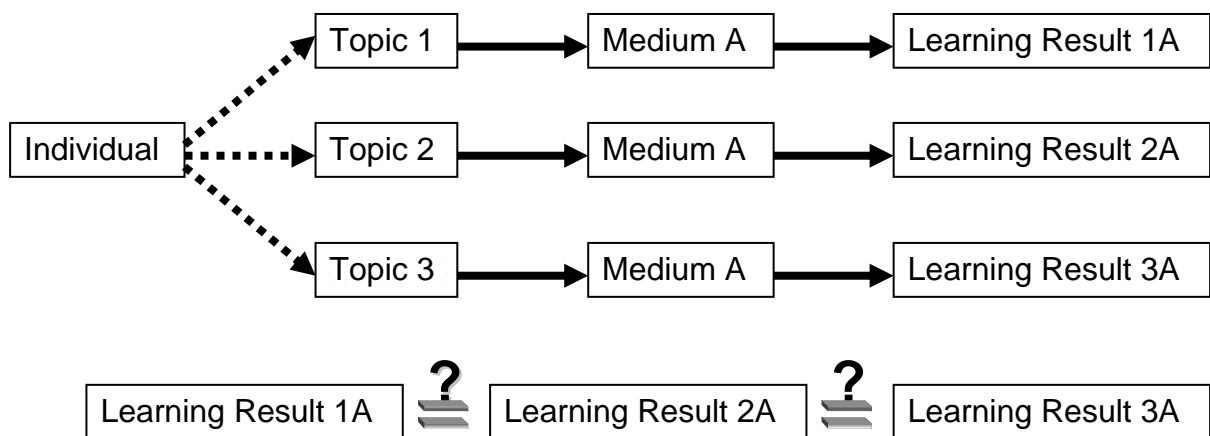 Topic 1 Medium A Learning Result 1A
Individual Topic 2 Medium A Learning Result 2A
Topic 3 Medium A Learning Result 3A
? ?
Learning Result 1A = Learning Result 2A = Learning Result 3A